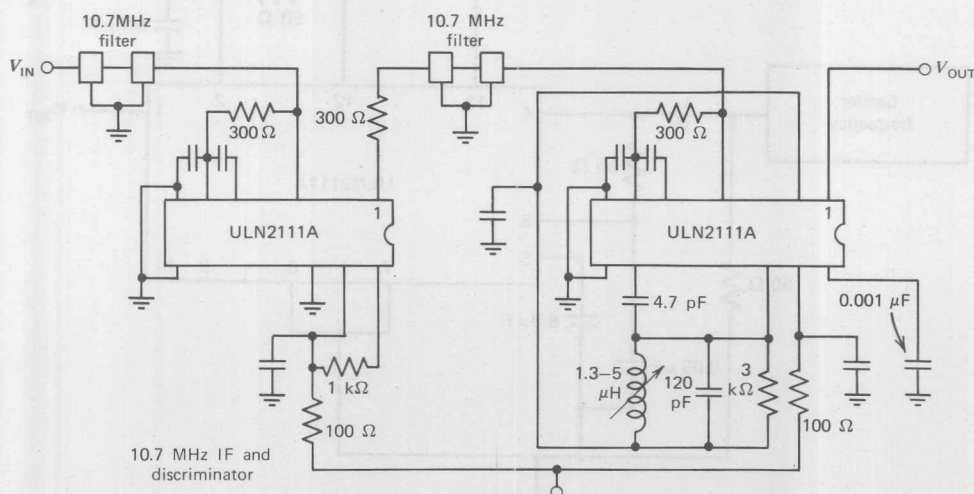 10.7MHz
filter
10.7 MHz
filter
V_IN
V_OUT
300 Ω
300 Ω
300 Ω
1
ULN2111A
1
ULN2111A
4.7 pF
0.001 μF
1 kΩ
1.3–5
μH
120
pF
3
kΩ
100 Ω
100 Ω
10.7 MHz IF and
discriminator